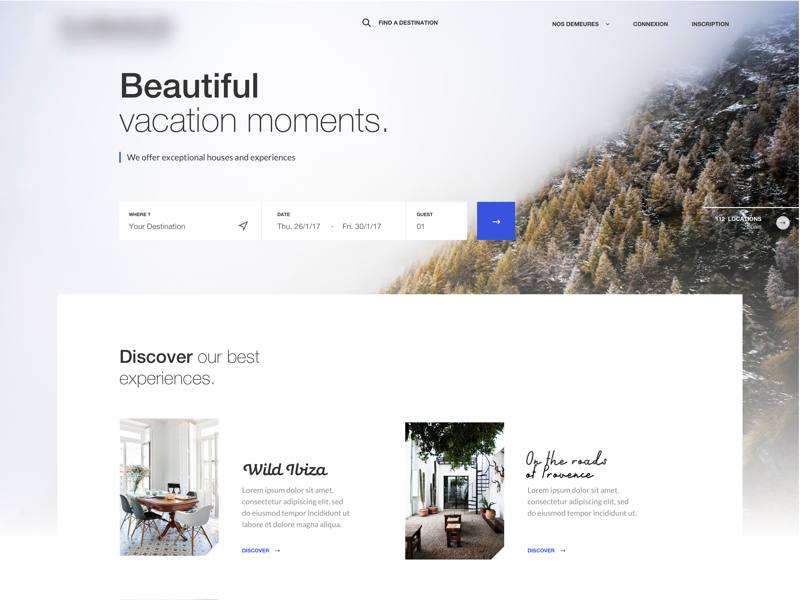 FIND A DESTINATION
NOS DEMEURES
CONNEXION
INSCRIPTION
Beautiful
vacation moments.
We offer exceptional houses and experiences
WHERE ?
Your Destination
DATE
Thu. 26/1/17 - Fri. 30/1/17
GUEST
01
112 LOCATIONS
Discover our best
experiences.
Wild Ibiza
Lorem ipsum dolor sit amet,
consectetur adipiscing elit, sed
do eiusmod tempor incididunt ut
labore et dolore magna aliqua.
DISCOVER
On the roads
of Provence
Lorem ipsum dolor sit amet,
consectetur adipiscing elit, sed
do eiusmod tempor incididunt ut.
DISCOVER